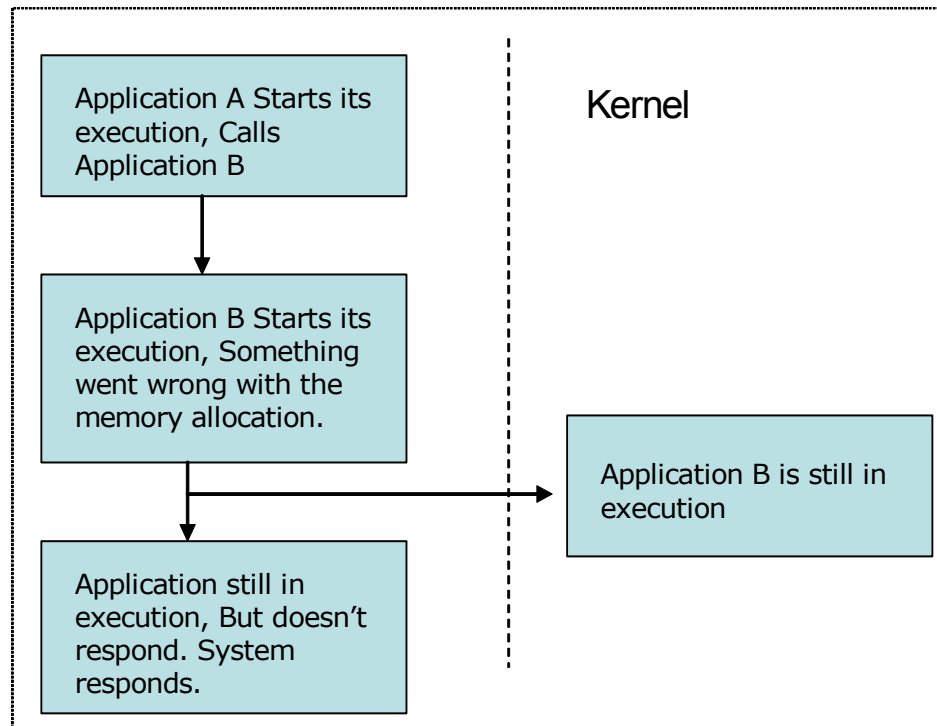 Application A Starts its
execution, Calls
Application B
Kernel
Application B Starts its
execution, Something
went wrong with the
memory allocation.
Application B is still in
execution
Application still in
execution, But doesn’t
respond. System
responds.